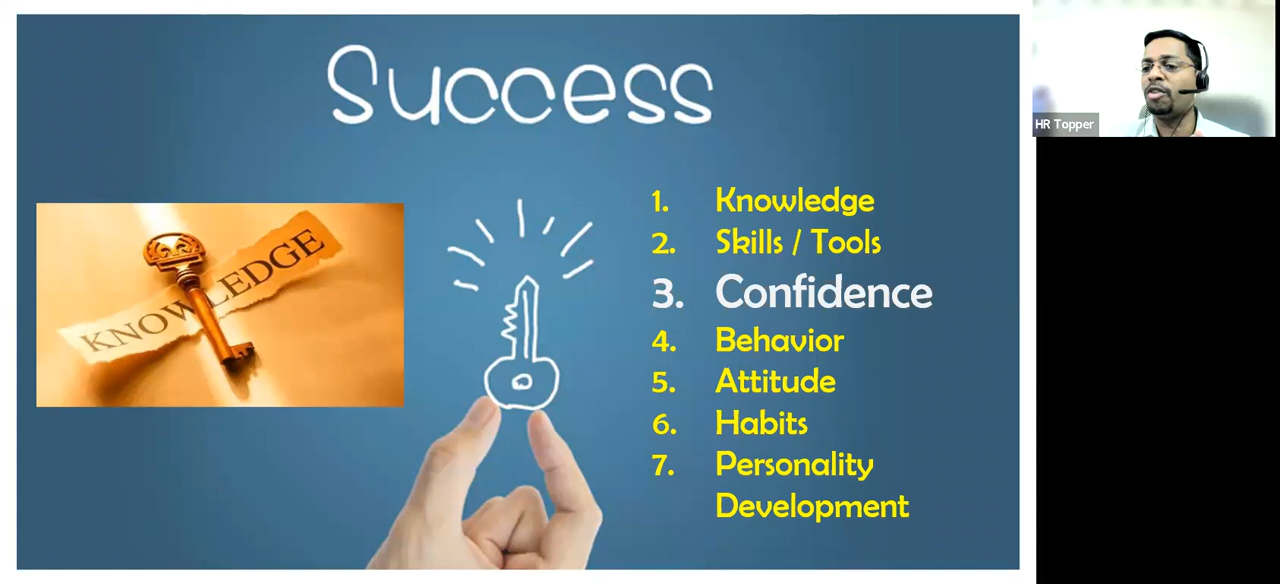 Success
KNOWLEDGE
1. Knowledge
2. Skills / Tools
3. Confidence
4. Behavior
5. Attitude
6. Habits
7. Personality
Development
HR Topper